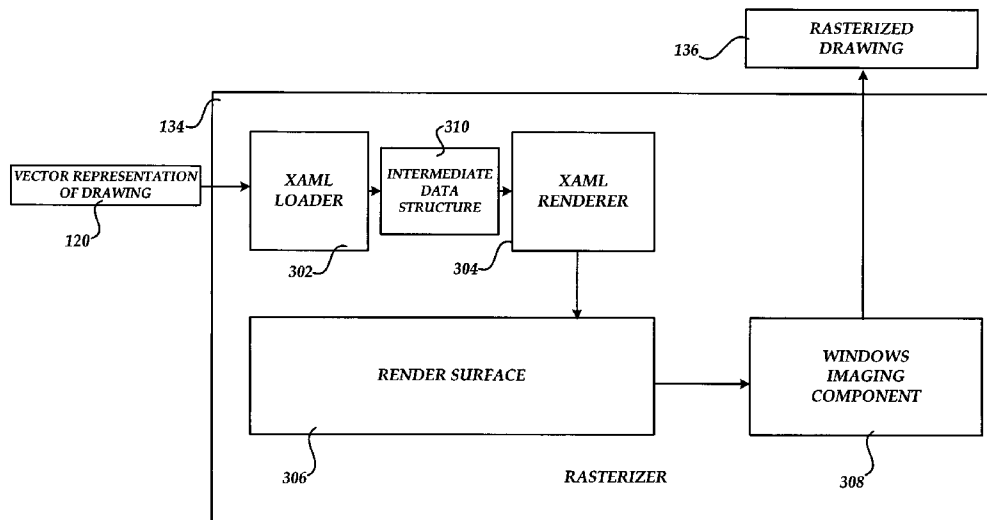 136
RASTERIZED
DRAWING
134
310
VECTOR REPRESENTATION
OF DRAWING
120
XAML
LOADER
302
INTERMEDIATE
DATA
STRUCTURE
XAML
RENDERER
304
RENDER SURFACE
306
WINDOWS
IMAGING
COMPONENT
308
RASTERIZER